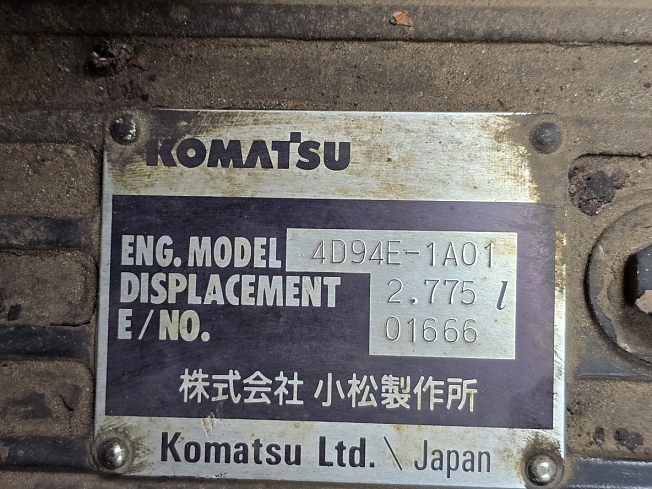 KOMATSU
ENG. MODEL 4D94E-1A01
DISPLACEMENT 2.775 l
E/NO. 01666
株式会社 小松製作所
Komatsu Ltd. \ Japan